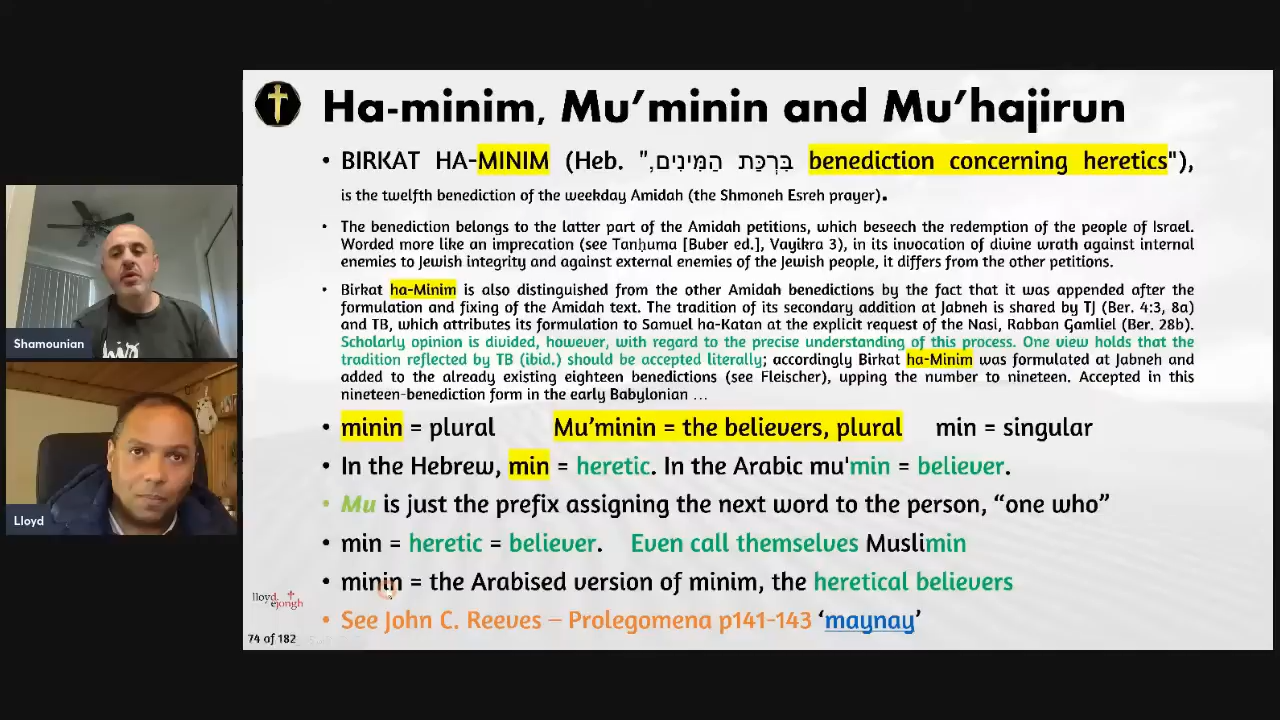 Ha-minim, Mu'minin and Mu'hajirun
• BIRKAT HA-MINIM (Heb. "בִּרְכַּת הַמִּינִים, benediction concerning heretics"),
is the twelfth benediction of the weekday Amidah (the Shmoneh Esreh prayer).
• The benediction belongs to the latter part of the Amidah petitions, which beseech the redemption of the people of Israel.
Worded more like an imprecation (see Tanḥuma [Buber ed.], Vayikra 3), in its invocation of divine wrath against internal
enemies to Jewish integrity and against external enemies of the Jewish people, it differs from the other petitions.
• Birkat ha-Minim is also distinguished from the other Amidah benedictions by the fact that it was appended after the
formulation and fixing of the Amidah text. The tradition of its secondary addition at Jabneh is shared by TJ (Ber. 4:3, 8a)
and TB, which attributes its formulation to Samuel ha-Katan at the explicit request of the Nasi, Rabban Gamliel (Ber. 28b).
Scholarly opinion is divided, however, with regard to the precise understanding of this process. One view holds that the
tradition reflected by TB (ibid.) should be accepted literally; accordingly Birkat ha-Minim was formulated at Jabneh and
added to the already existing eighteen benedictions (see Fleischer), upping the number to nineteen. Accepted in this
nineteen-benediction form in the early Babylonian …
• minin = plural Mu'minin = the believers, plural min = singular
• In the Hebrew, min = heretic. In the Arabic mu'min = believer.
• Mu is just the prefix assigning the next word to the person, "one who"
• min = heretic = believer. Even call themselves Muslimin
• minin = the Arabised version of minim, the heretical believers
• See John C. Reeves – Prolegomena p141-143 'maynay'
Shamounian
Lloyd
lloyd
ejongh
74 of 182